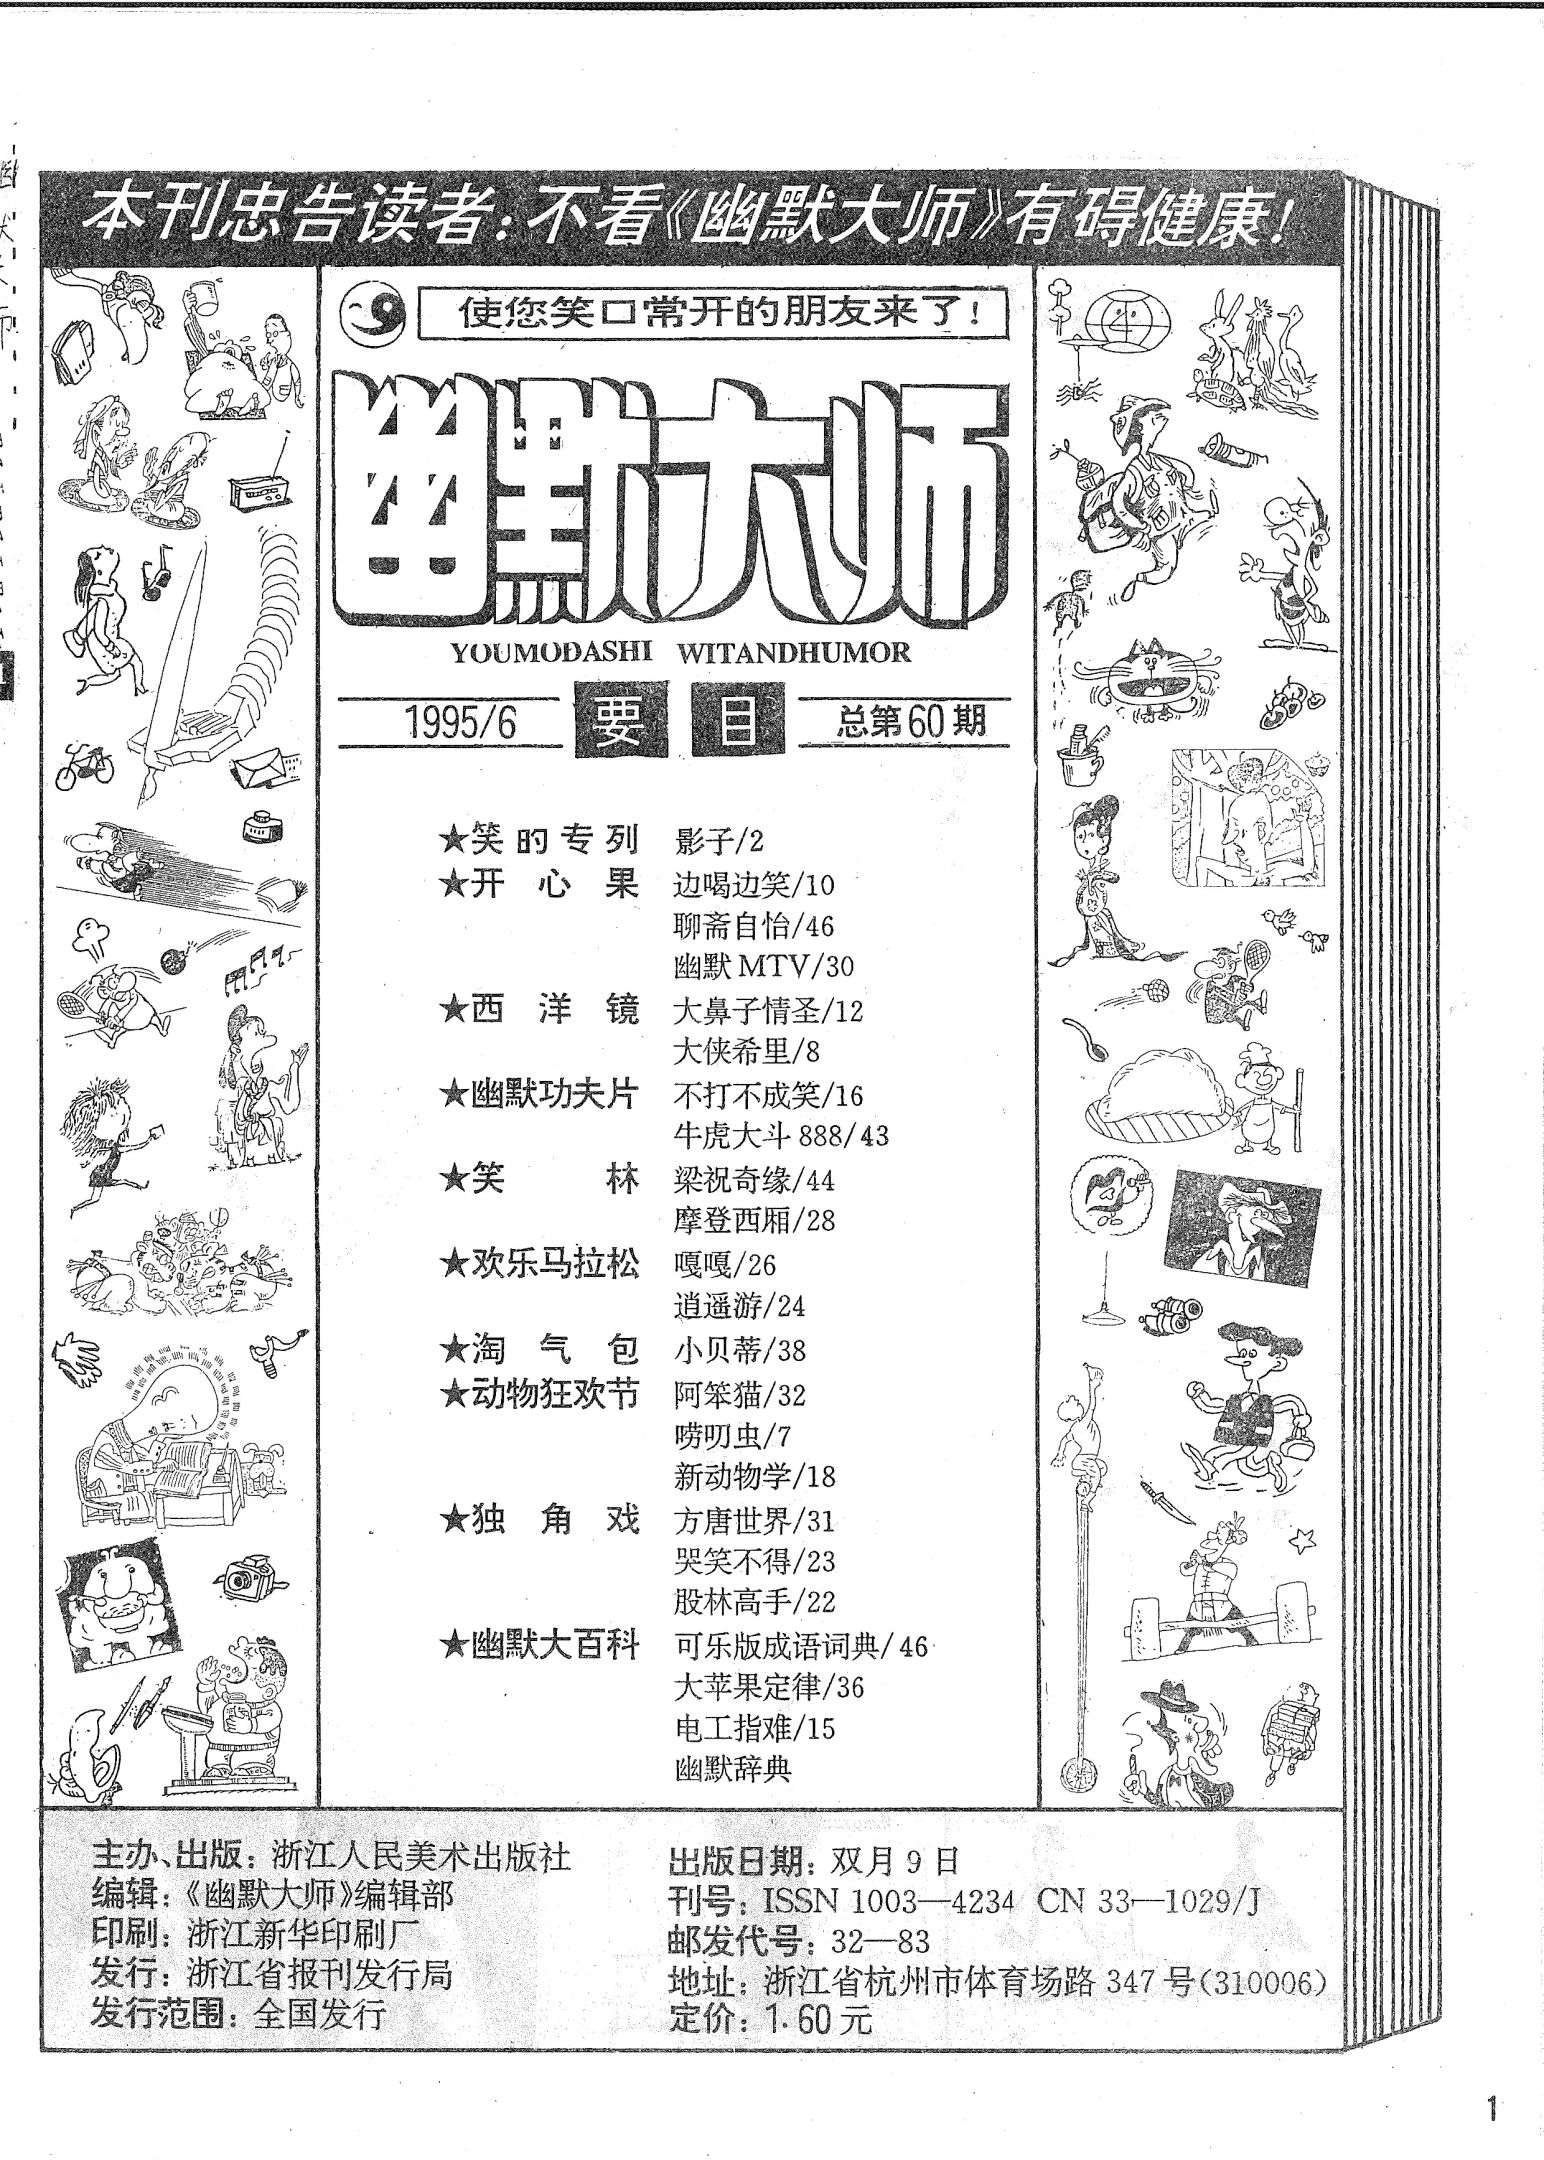 本刊忠告读者:不看《幽默大师》有碍健康!
使您笑口常开的朋友来了!
幽默大师
YOUMODASHI WITANDHUMOR
1995/6 要目 总第60期
★笑的专列 影子/2
★开心果 边喝边笑/10
聊斋自怡/46
幽默MTV/30
★西洋镜 大鼻子情圣/12
大侠希里/8
★幽默功夫片 不打不成笑/16
牛虎大斗888/43
★笑林 梁祝奇缘/44
摩登西厢/28
★欢乐马拉松 嘎嘎/26
逍遥游/24
★淘气包 小贝蒂/38
★动物狂欢节 阿笨猫/32
唠叨虫/7
新动物学/18
★独角戏 方唐世界/31
哭笑不得/23
股林高手/22
★幽默大百科 可乐版成语词典/46
大苹果定律/36
电工指难/15
幽默辞典
主办、出版:浙江人民美术出版社
编辑:《幽默大师》编辑部
印刷:浙江新华印刷厂
发行:浙江省报刊发行局
发行范围:全国发行
出版日期:双月9日
刊号:ISSN 1003—4234 CN 33—1029/J
邮发代号:32—83
地址:浙江省杭州市体育场路347号(310006)
定价:1.60元
1